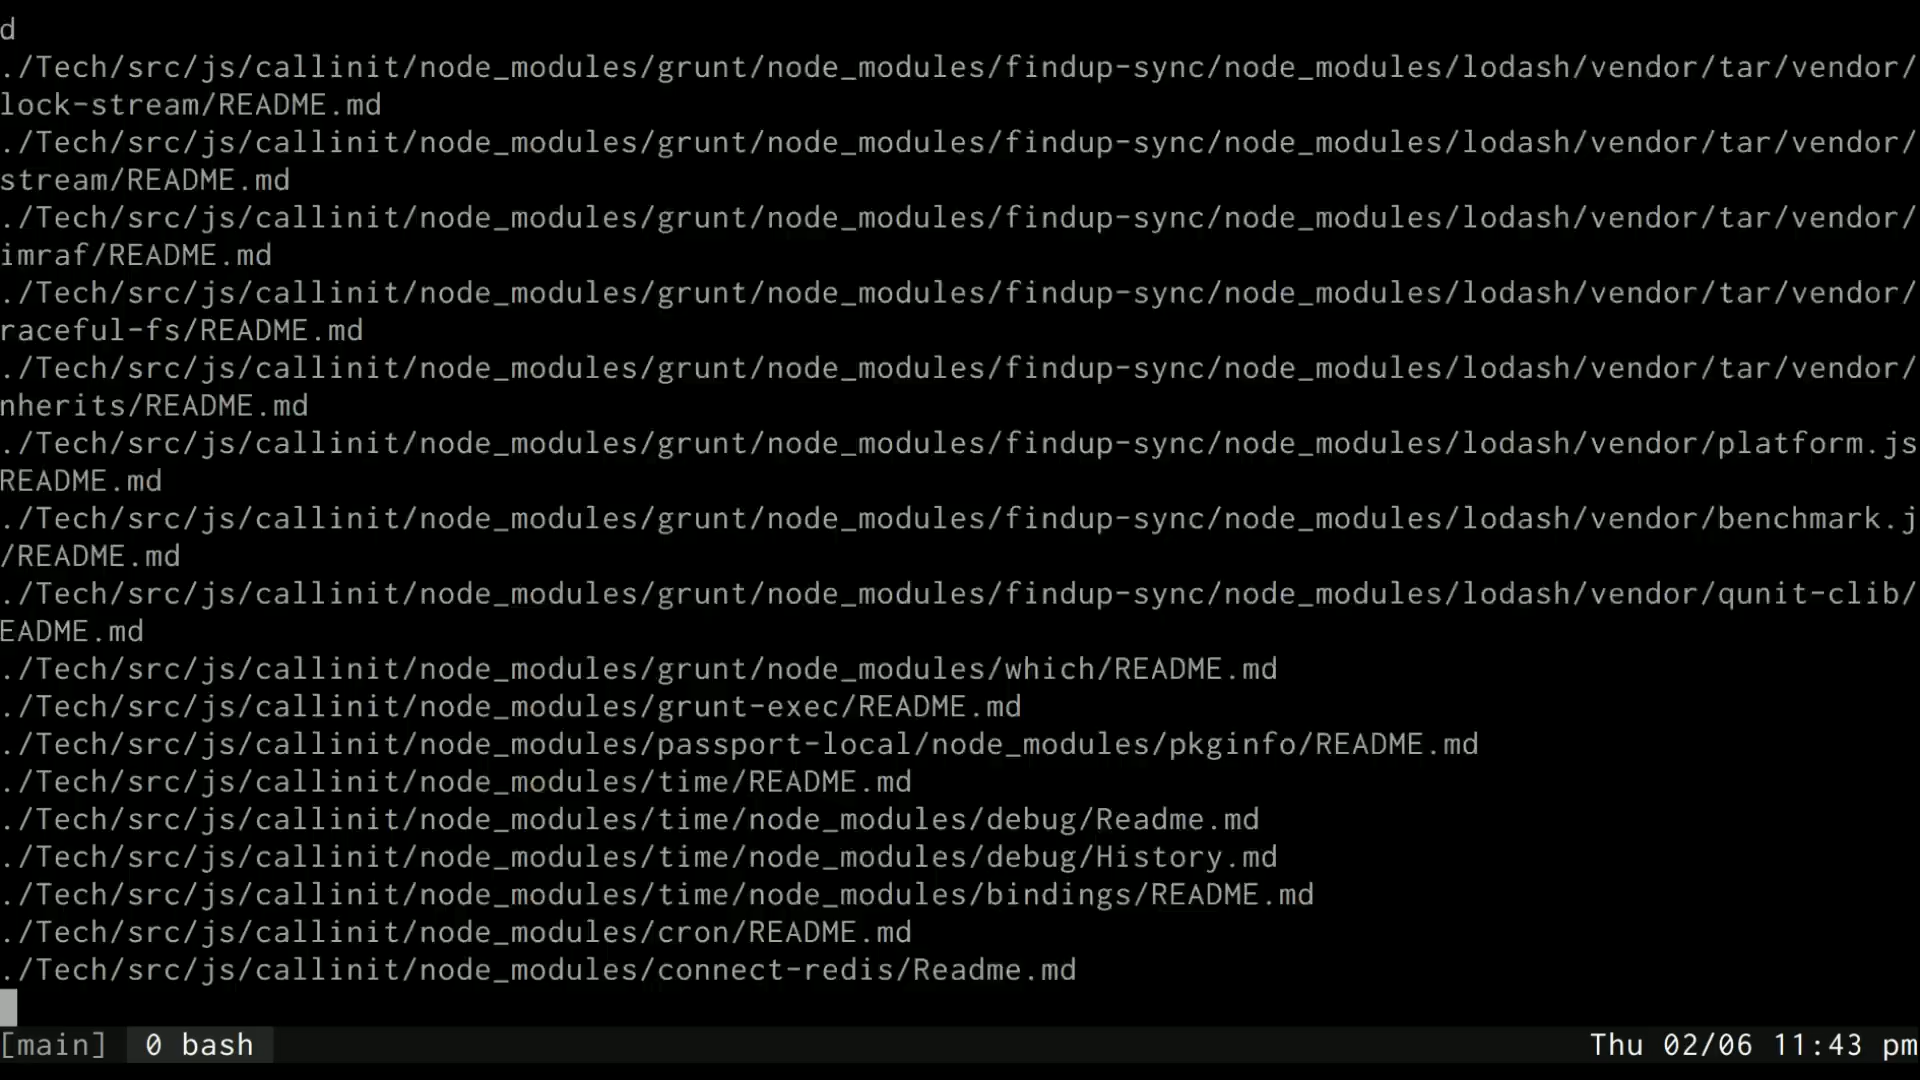 d
./Tech/src/js/callinit/node_modules/grunt/node_modules/findup-sync/node_modules/lodash/vendor/tar/vendor/
lock-stream/README.md
./Tech/src/js/callinit/node_modules/grunt/node_modules/findup-sync/node_modules/lodash/vendor/tar/vendor/
stream/README.md
./Tech/src/js/callinit/node_modules/grunt/node_modules/findup-sync/node_modules/lodash/vendor/tar/vendor/
imraf/README.md
./Tech/src/js/callinit/node_modules/grunt/node_modules/findup-sync/node_modules/lodash/vendor/tar/vendor/
raceful-fs/README.md
./Tech/src/js/callinit/node_modules/grunt/node_modules/findup-sync/node_modules/lodash/vendor/tar/vendor/
nherits/README.md
./Tech/src/js/callinit/node_modules/grunt/node_modules/findup-sync/node_modules/lodash/vendor/platform.js
README.md
./Tech/src/js/callinit/node_modules/grunt/node_modules/findup-sync/node_modules/lodash/vendor/benchmark.j
/README.md
./Tech/src/js/callinit/node_modules/grunt/node_modules/findup-sync/node_modules/lodash/vendor/qunit-clib/
EADME.md
./Tech/src/js/callinit/node_modules/grunt/node_modules/which/README.md
./Tech/src/js/callinit/node_modules/grunt-exec/README.md
./Tech/src/js/callinit/node_modules/passport-local/node_modules/pkginfo/README.md
./Tech/src/js/callinit/node_modules/time/README.md
./Tech/src/js/callinit/node_modules/time/node_modules/debug/Readme.md
./Tech/src/js/callinit/node_modules/time/node_modules/debug/History.md
./Tech/src/js/callinit/node_modules/time/node_modules/bindings/README.md
./Tech/src/js/callinit/node_modules/cron/README.md
./Tech/src/js/callinit/node_modules/connect-redis/Readme.md
[main] 0 bash Thu 02/06 11:43 pm